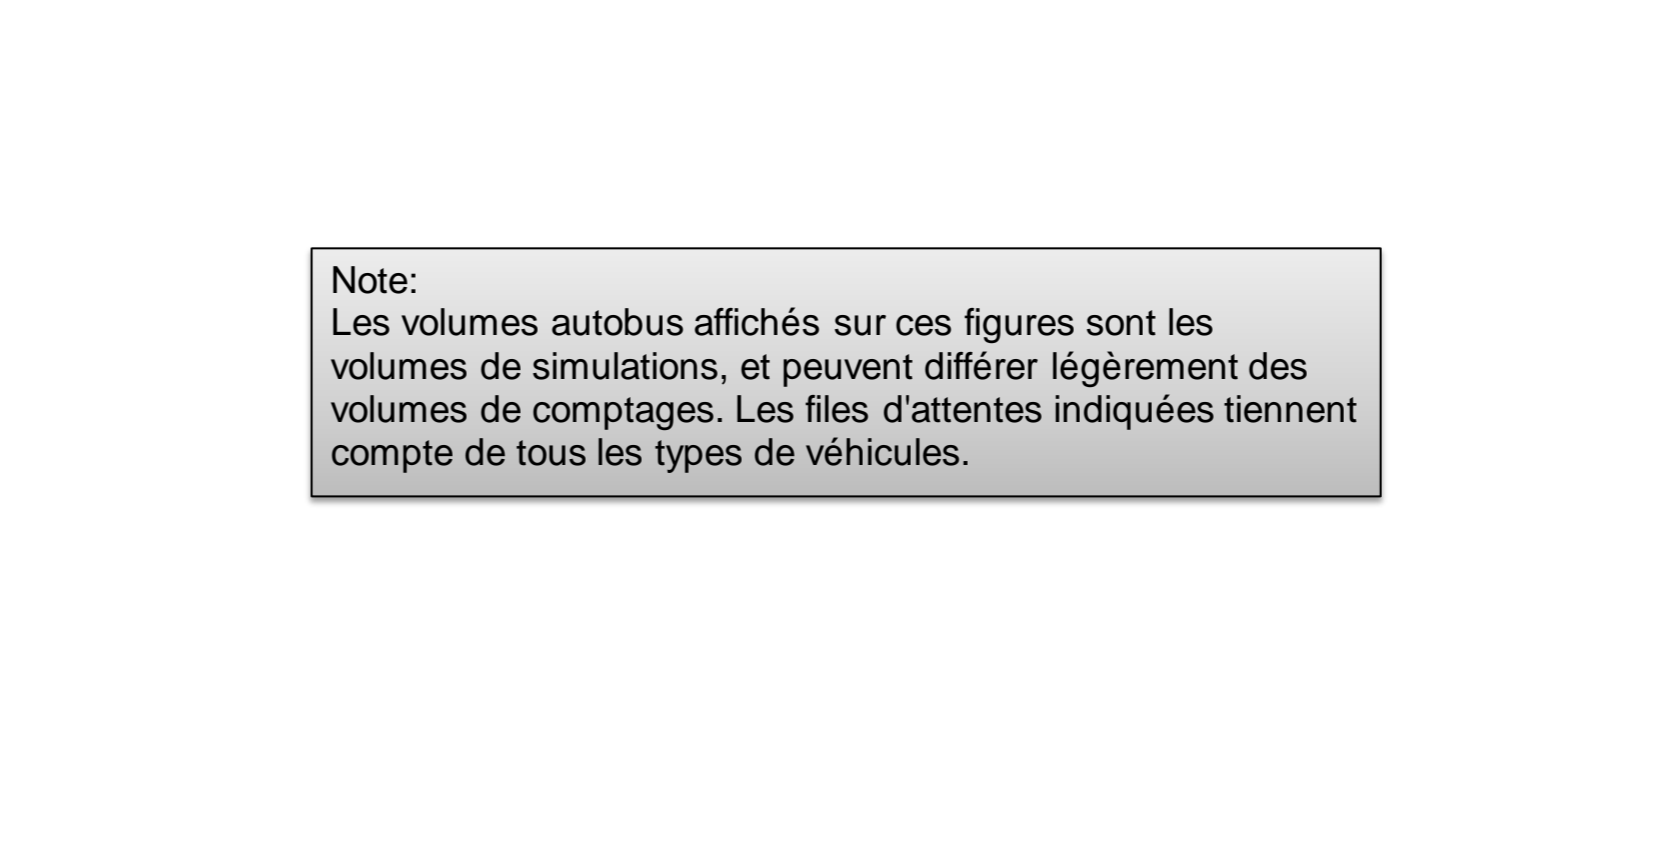 Note:
Les volumes autobus affichés sur ces figures sont les
volumes de simulations, et peuvent différer légèrement des
volumes de comptages. Les files d'attentes indiquées tiennent
compte de tous les types de véhicules.